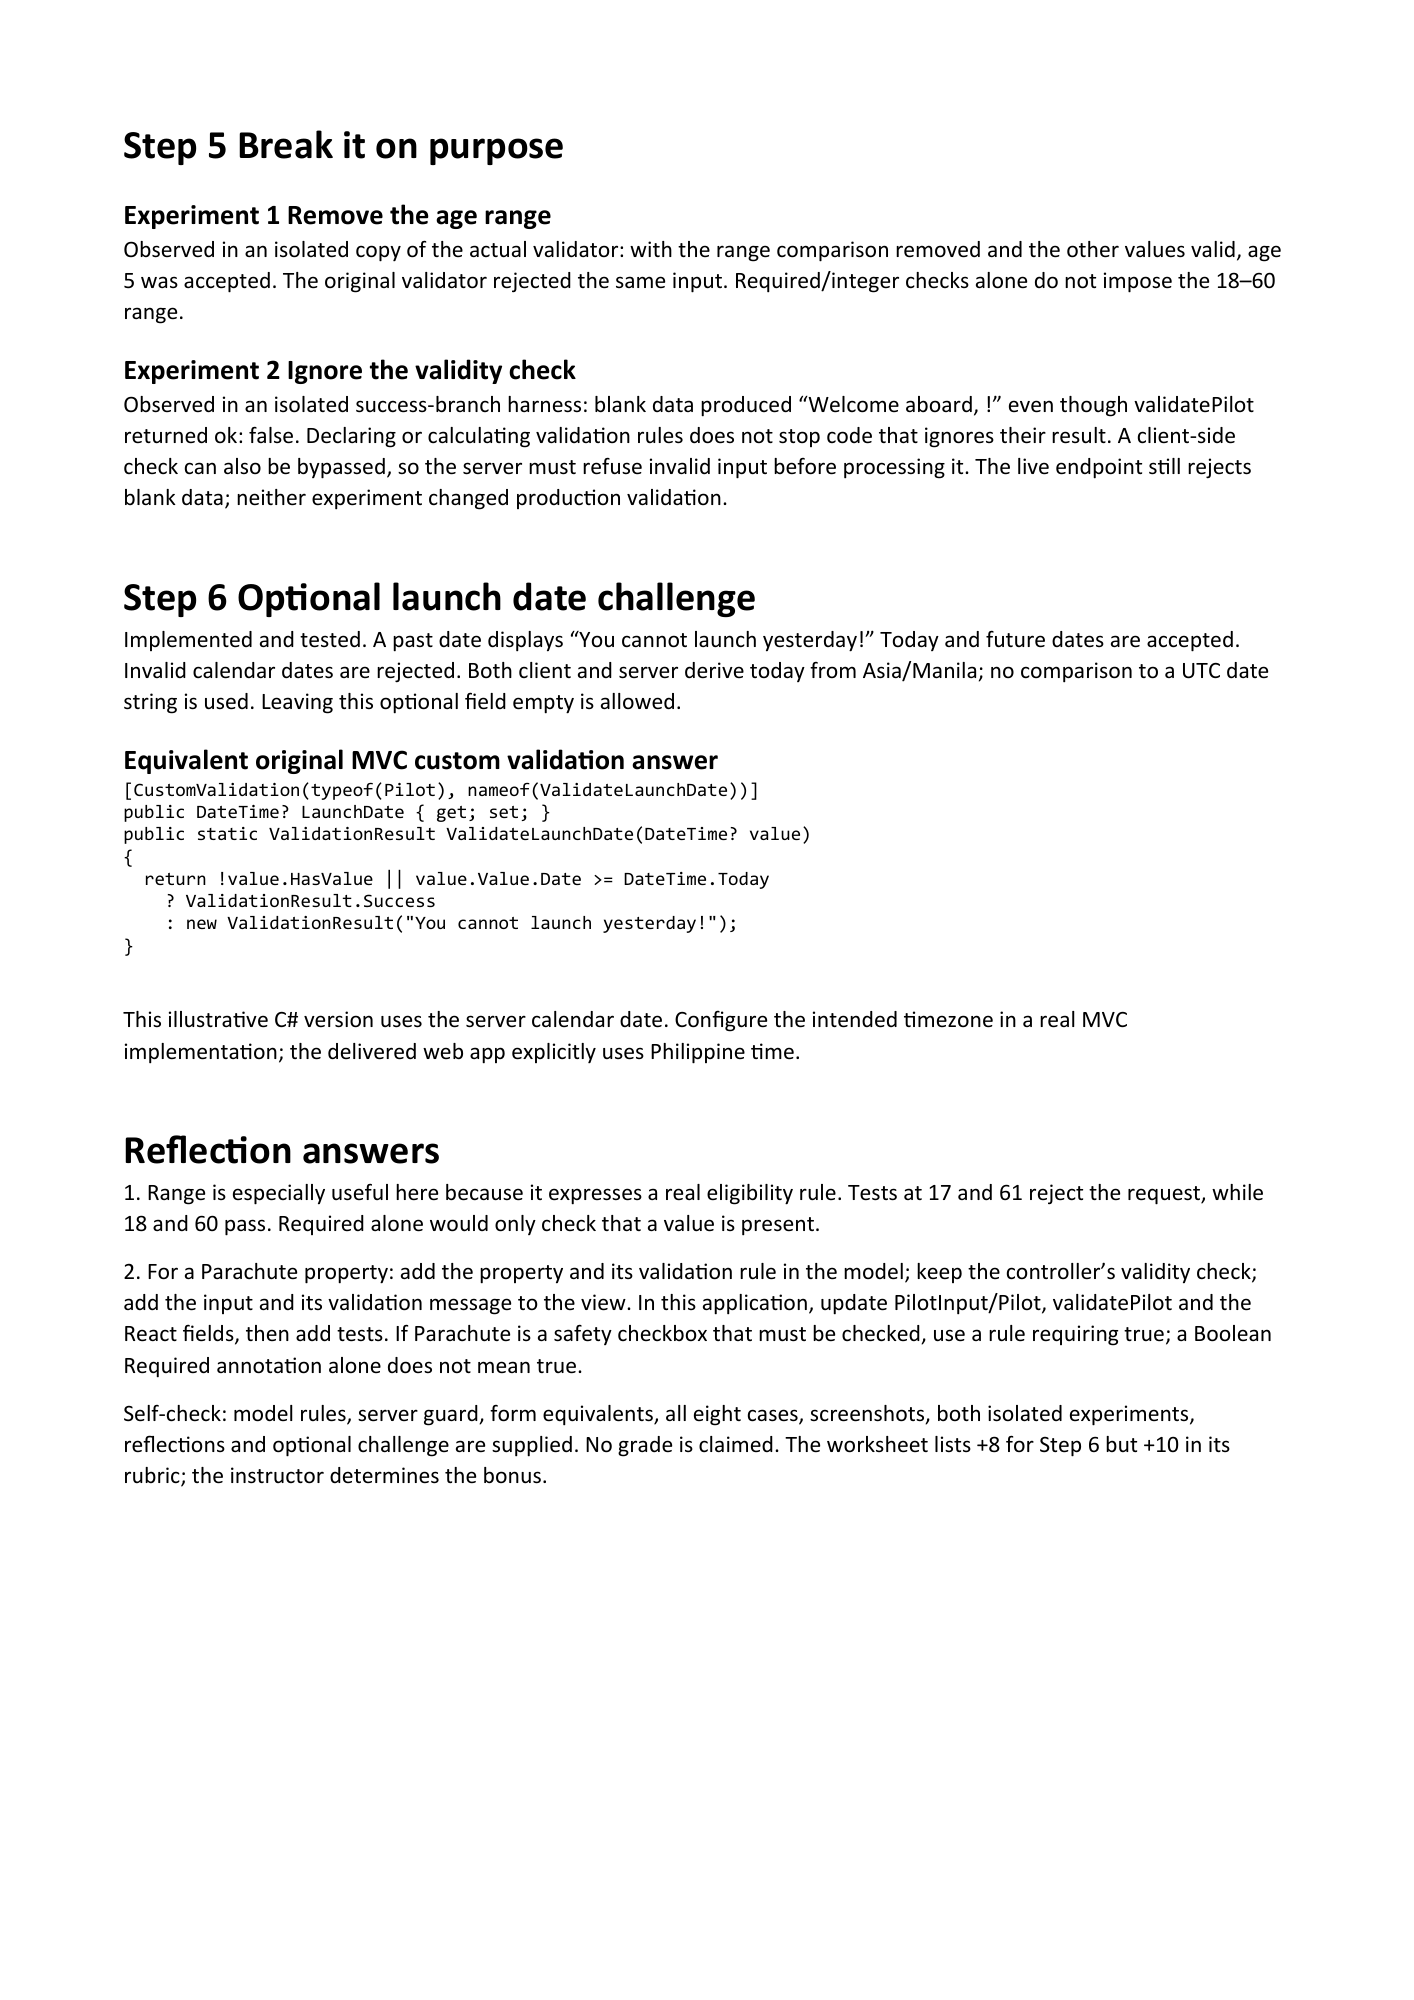 Step 5 Break it on purpose
Experiment 1 Remove the age range
Observed in an isolated copy of the actual validator: with the range comparison removed and the other values valid, age
5 was accepted. The original validator rejected the same input. Required/integer checks alone do not impose the 18–60
range.
Experiment 2 Ignore the validity check
Observed in an isolated success-branch harness: blank data produced “Welcome aboard, !” even though validatePilot
returned ok: false. Declaring or calculating validation rules does not stop code that ignores their result. A client-side
check can also be bypassed, so the server must refuse invalid input before processing it. The live endpoint still rejects
blank data; neither experiment changed production validation.
Step 6 Optional launch date challenge
Implemented and tested. A past date displays “You cannot launch yesterday!” Today and future dates are accepted.
Invalid calendar dates are rejected. Both client and server derive today from Asia/Manila; no comparison to a UTC date
string is used. Leaving this optional field empty is allowed.
Equivalent original MVC custom validation answer
[CustomValidation(typeof(Pilot), nameof(ValidateLaunchDate))]
public DateTime? LaunchDate { get; set; }
public static ValidationResult ValidateLaunchDate(DateTime? value)
{
  return !value.HasValue || value.Value.Date >= DateTime.Today
    ? ValidationResult.Success
    : new ValidationResult("You cannot launch yesterday!");
}
This illustrative C# version uses the server calendar date. Configure the intended timezone in a real MVC
implementation; the delivered web app explicitly uses Philippine time.
Reflection answers
1. Range is especially useful here because it expresses a real eligibility rule. Tests at 17 and 61 reject the request, while
18 and 60 pass. Required alone would only check that a value is present.
2. For a Parachute property: add the property and its validation rule in the model; keep the controller’s validity check;
add the input and its validation message to the view. In this application, update PilotInput/Pilot, validatePilot and the
React fields, then add tests. If Parachute is a safety checkbox that must be checked, use a rule requiring true; a Boolean
Required annotation alone does not mean true.
Self-check: model rules, server guard, form equivalents, all eight cases, screenshots, both isolated experiments,
reflections and optional challenge are supplied. No grade is claimed. The worksheet lists +8 for Step 6 but +10 in its
rubric; the instructor determines the bonus.